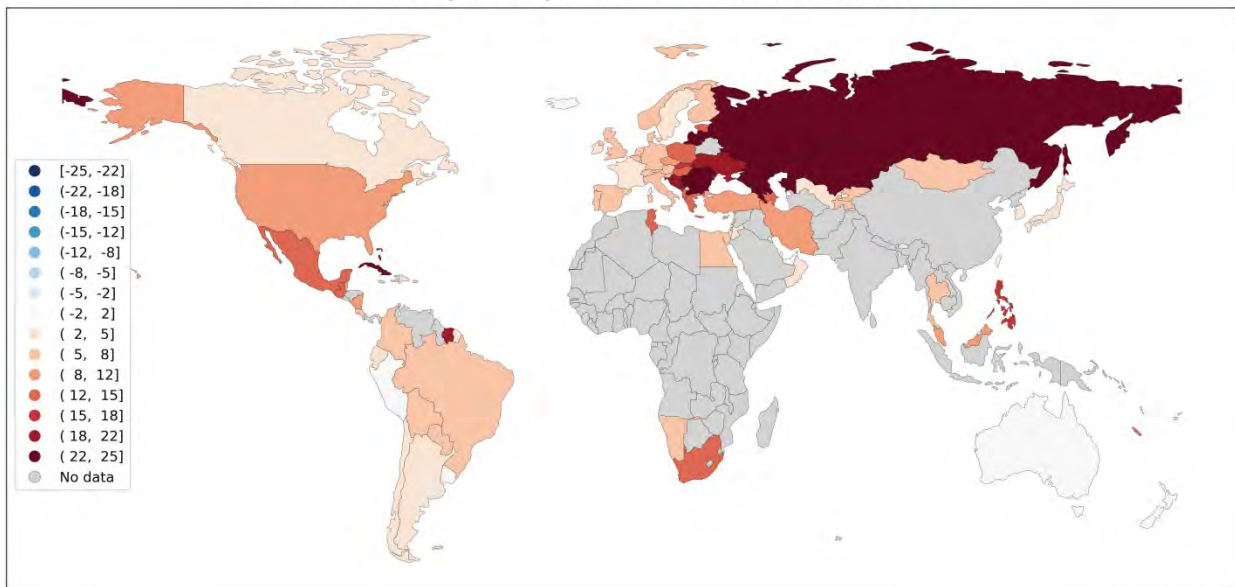 [-25, -22]
(-22, -18]
(-18, -15]
(-15, -12]
(-12, -8]
(-8, -5]
(-5, -2]
(-2, 2]
( 2, 5]
( 5, 8]
( 8, 12]
( 12, 15]
( 15, 18]
( 18, 22]
( 22, 25]
No data